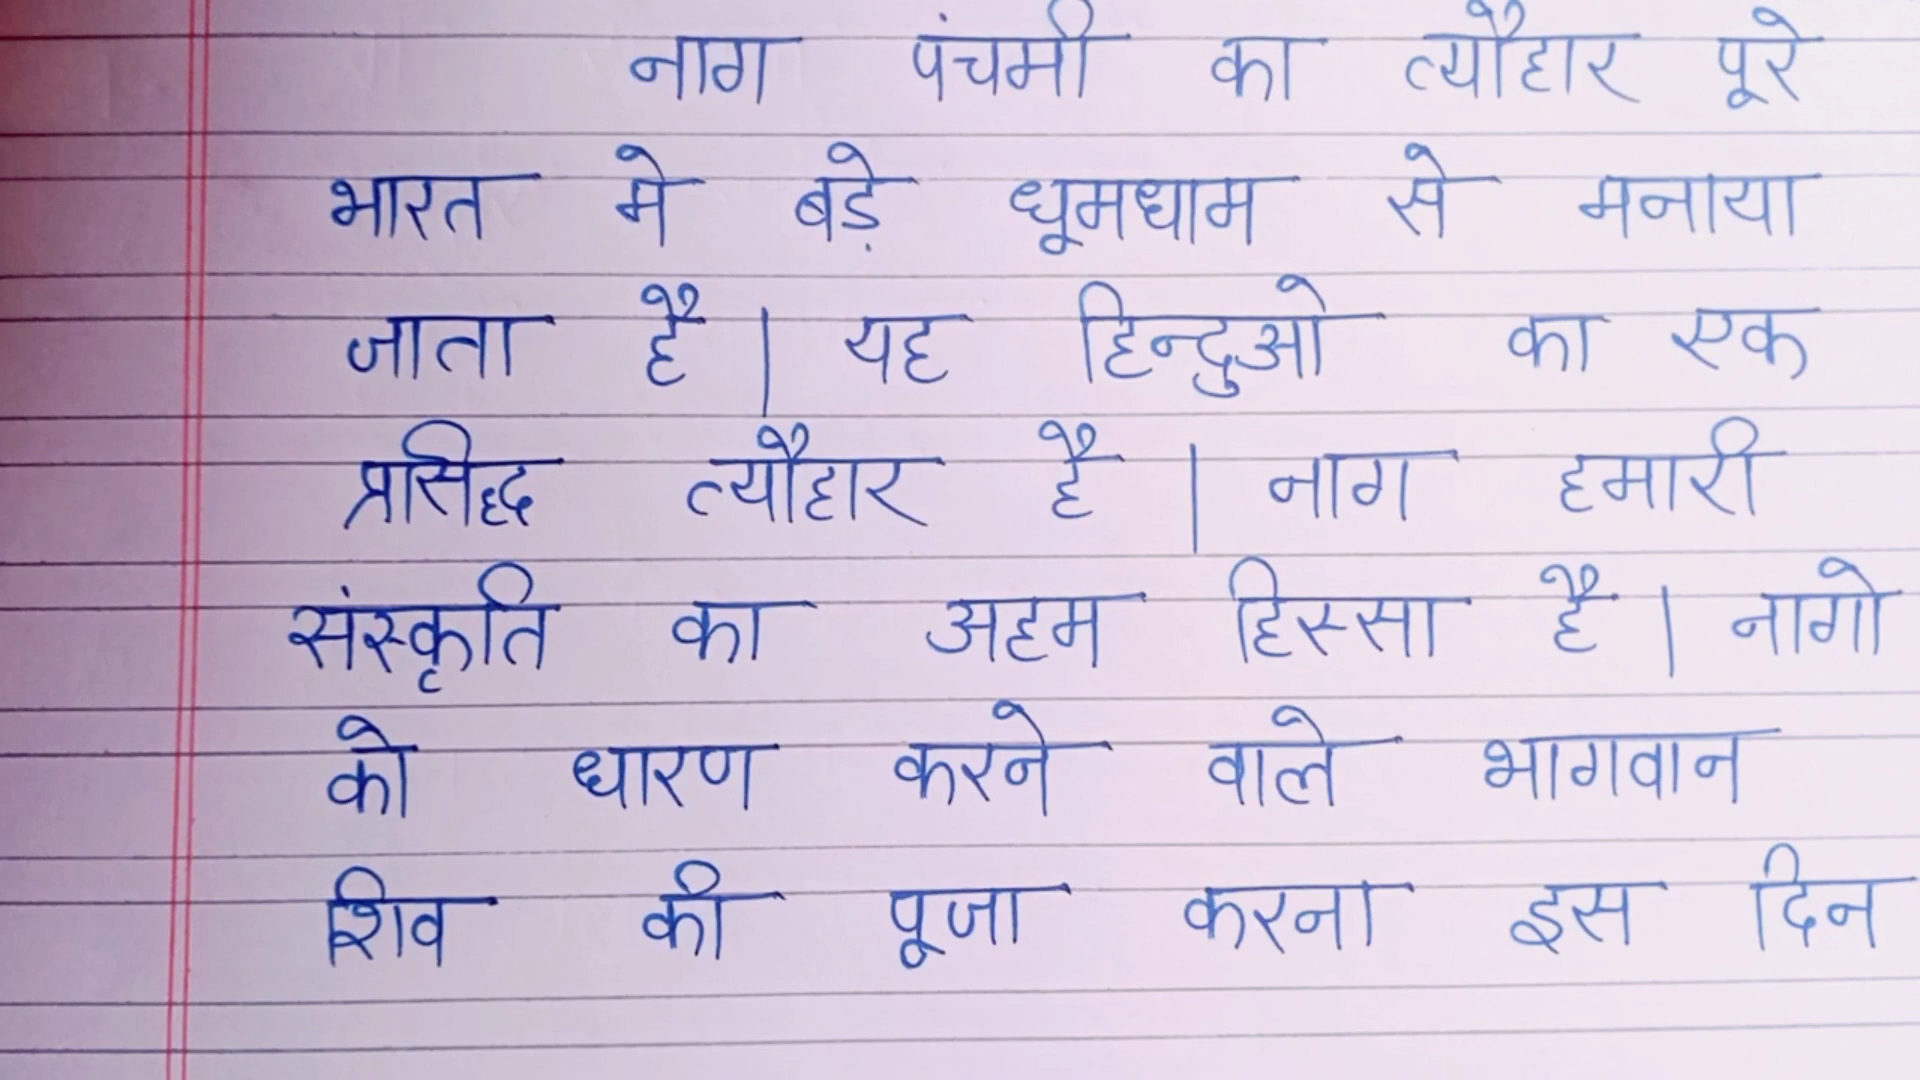 नाग पंचमी का त्यौहार पूरे
भारत मे बड़े धूमधाम से मनाया
जाता है। यह हिन्दुओ का एक
प्रसिद्ध त्यौहार है। नाग हमारी
संस्कृति का अहम हिस्सा है। नागो
को धारण करने वाले भागवान
शिव की पूजा करना इस दिन